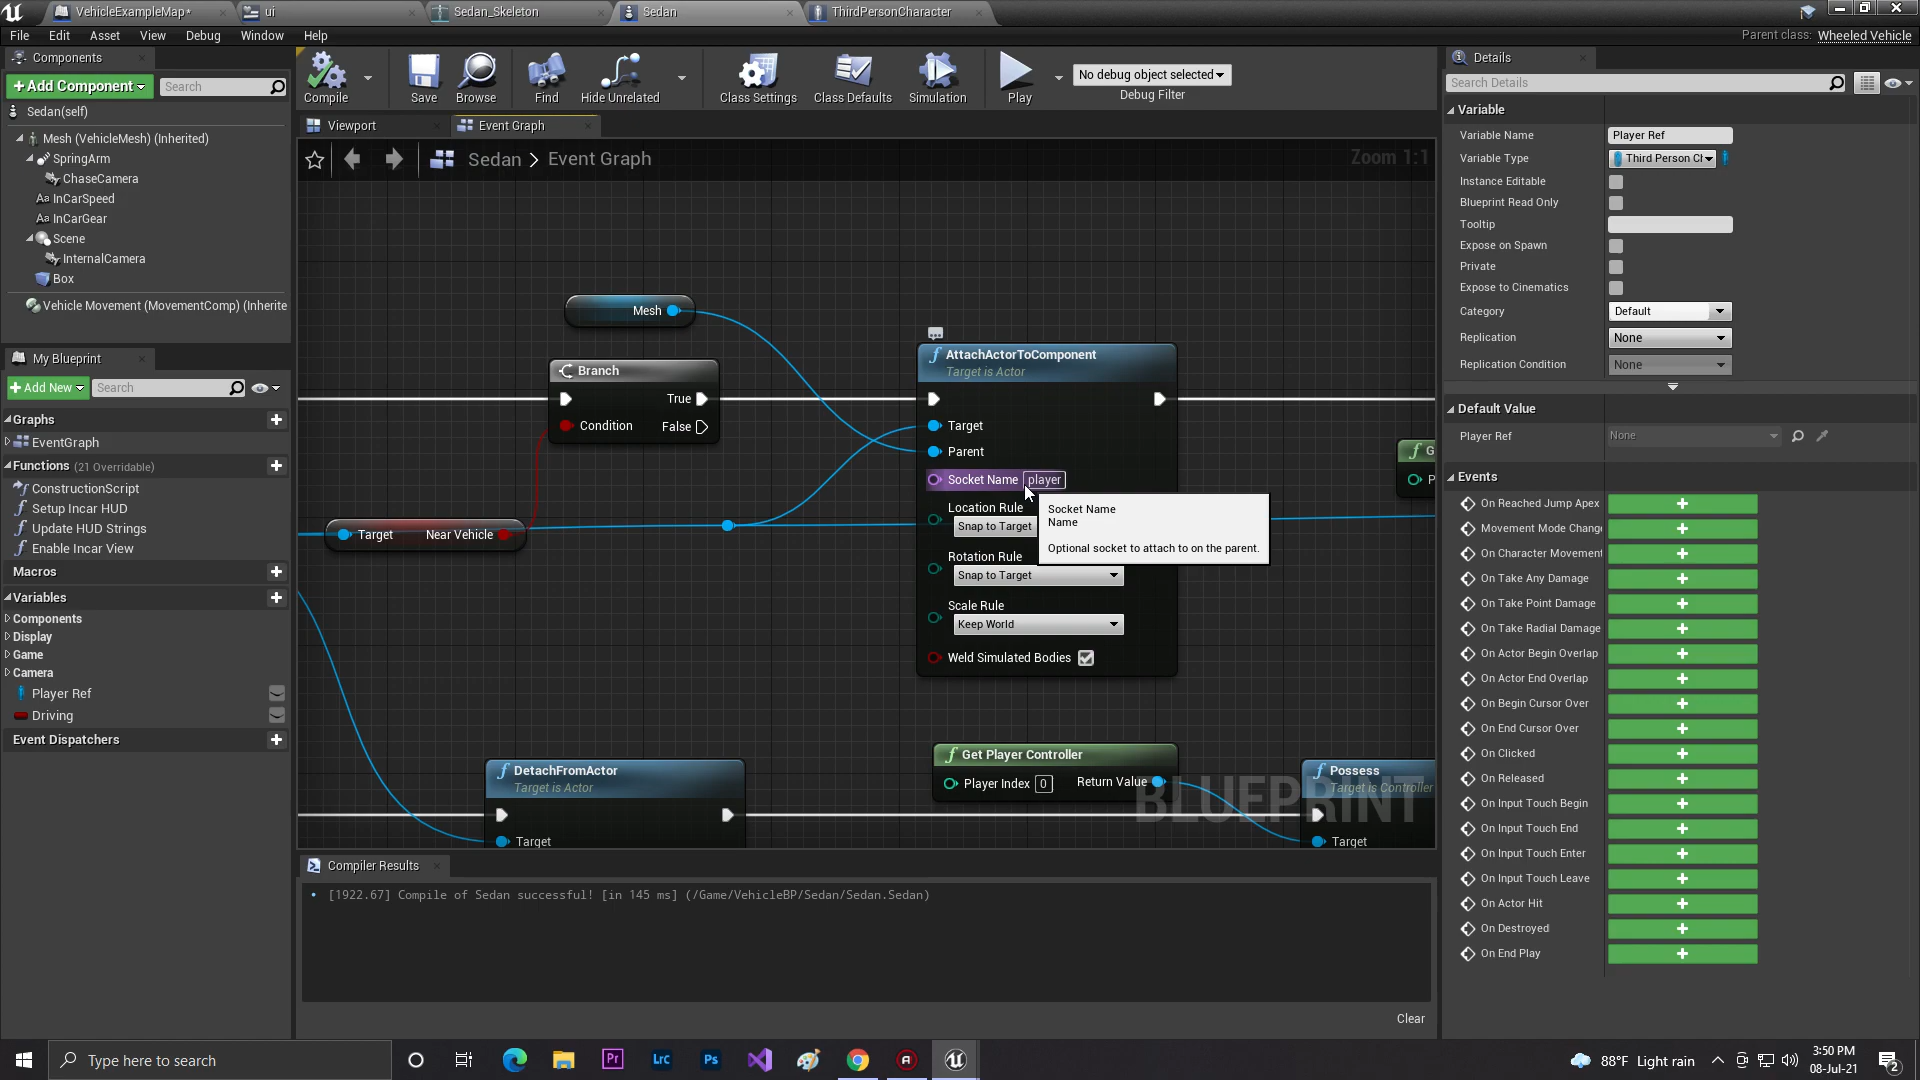 VehicleExampleMap*
ui
Sedan_Skeleton
Sedan
ThirdPersonCharacter
File Edit Asset View Debug Window Help
Parent class: Wheeled Vehicle
Components
+Add Component
Search
Sedan(self)
Mesh (VehicleMesh) (Inherited)
SpringArm
ChaseCamera
InCarSpeed
InCarGear
Scene
InternalCamera
Box
Vehicle Movement (MovementComp) (Inherite
My Blueprint
+Add New
Search
Graphs
EventGraph
Functions (21 Overridable)
ConstructionScript
Setup Incar HUD
Update HUD Strings
Enable Incar View
Macros
Variables
Components
Display
Game
Camera
Player Ref
Driving
Event Dispatchers
Compile
Save
Browse
Find
Hide Unrelated
Class Settings
Class Defaults
Simulation
Play
No debug object selected
Debug Filter
Viewport
Event Graph
Sedan > Event Graph
Zoom 1:1
Mesh
Branch
True
Condition
False
Target
Near Vehicle
AttachActorToComponent
Target is Actor
Target
Parent
Socket Name player
Location Rule
Snap to Target
Rotation Rule
Snap to Target
Scale Rule
Keep World
Weld Simulated Bodies
Socket Name
Name
Optional socket to attach to on the parent.
G
P
DetachFromActor
Target is Actor
Target
Get Player Controller
Player Index 0
Return Value
Possess
Target is Controller
Target
BLUEPRINT
Compiler Results
• [1922.67] Compile of Sedan successful! [in 145 ms] (/Game/VehicleBP/Sedan/Sedan.Sedan)
Clear
Details
Search Details
Variable
Variable Name Player Ref
Variable Type Third Person Cl
Instance Editable
Blueprint Read Only
Tooltip
Expose on Spawn
Private
Expose to Cinematics
Category Default
Replication None
Replication Condition None
Default Value
Player Ref None
Events
On Reached Jump Apex
Movement Mode Change
On Character Movement
On Take Any Damage
On Take Point Damage
On Take Radial Damage
On Actor Begin Overlap
On Actor End Overlap
On Begin Cursor Over
On End Cursor Over
On Clicked
On Released
On Input Touch Begin
On Input Touch End
On Input Touch Enter
On Input Touch Leave
On Actor Hit
On Destroyed
On End Play
Type here to search
Pr
Lrc
Ps
88°F Light rain
3:50 PM
08-Jul-21
2